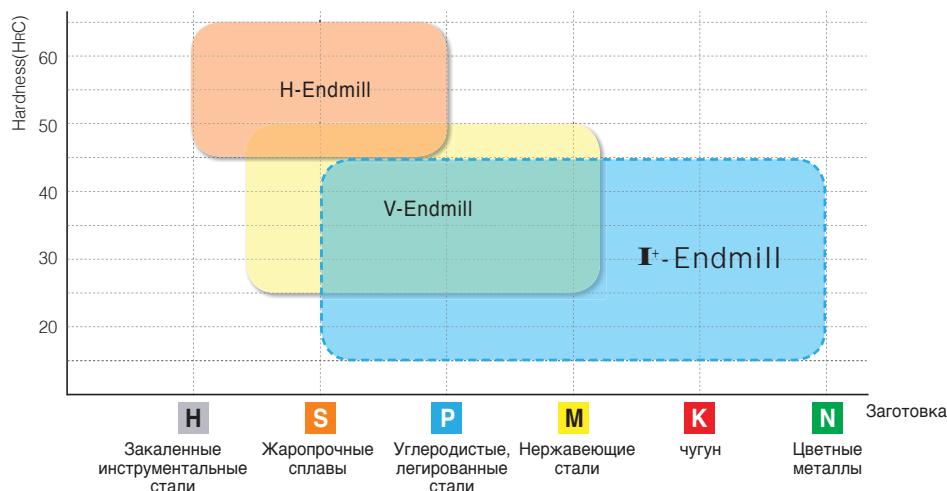 Hardness(HRC)
60
50
40
30
20
H-Endmill
V-Endmill
I+-Endmill
H
S
P
M
K
N
Заготовка
Закаленные
инструментальные
стали
Жаропрочные
сплавы
Углеродистые,
легированные
стали
Нержавеющие
стали
чугун
Цветные
металлы